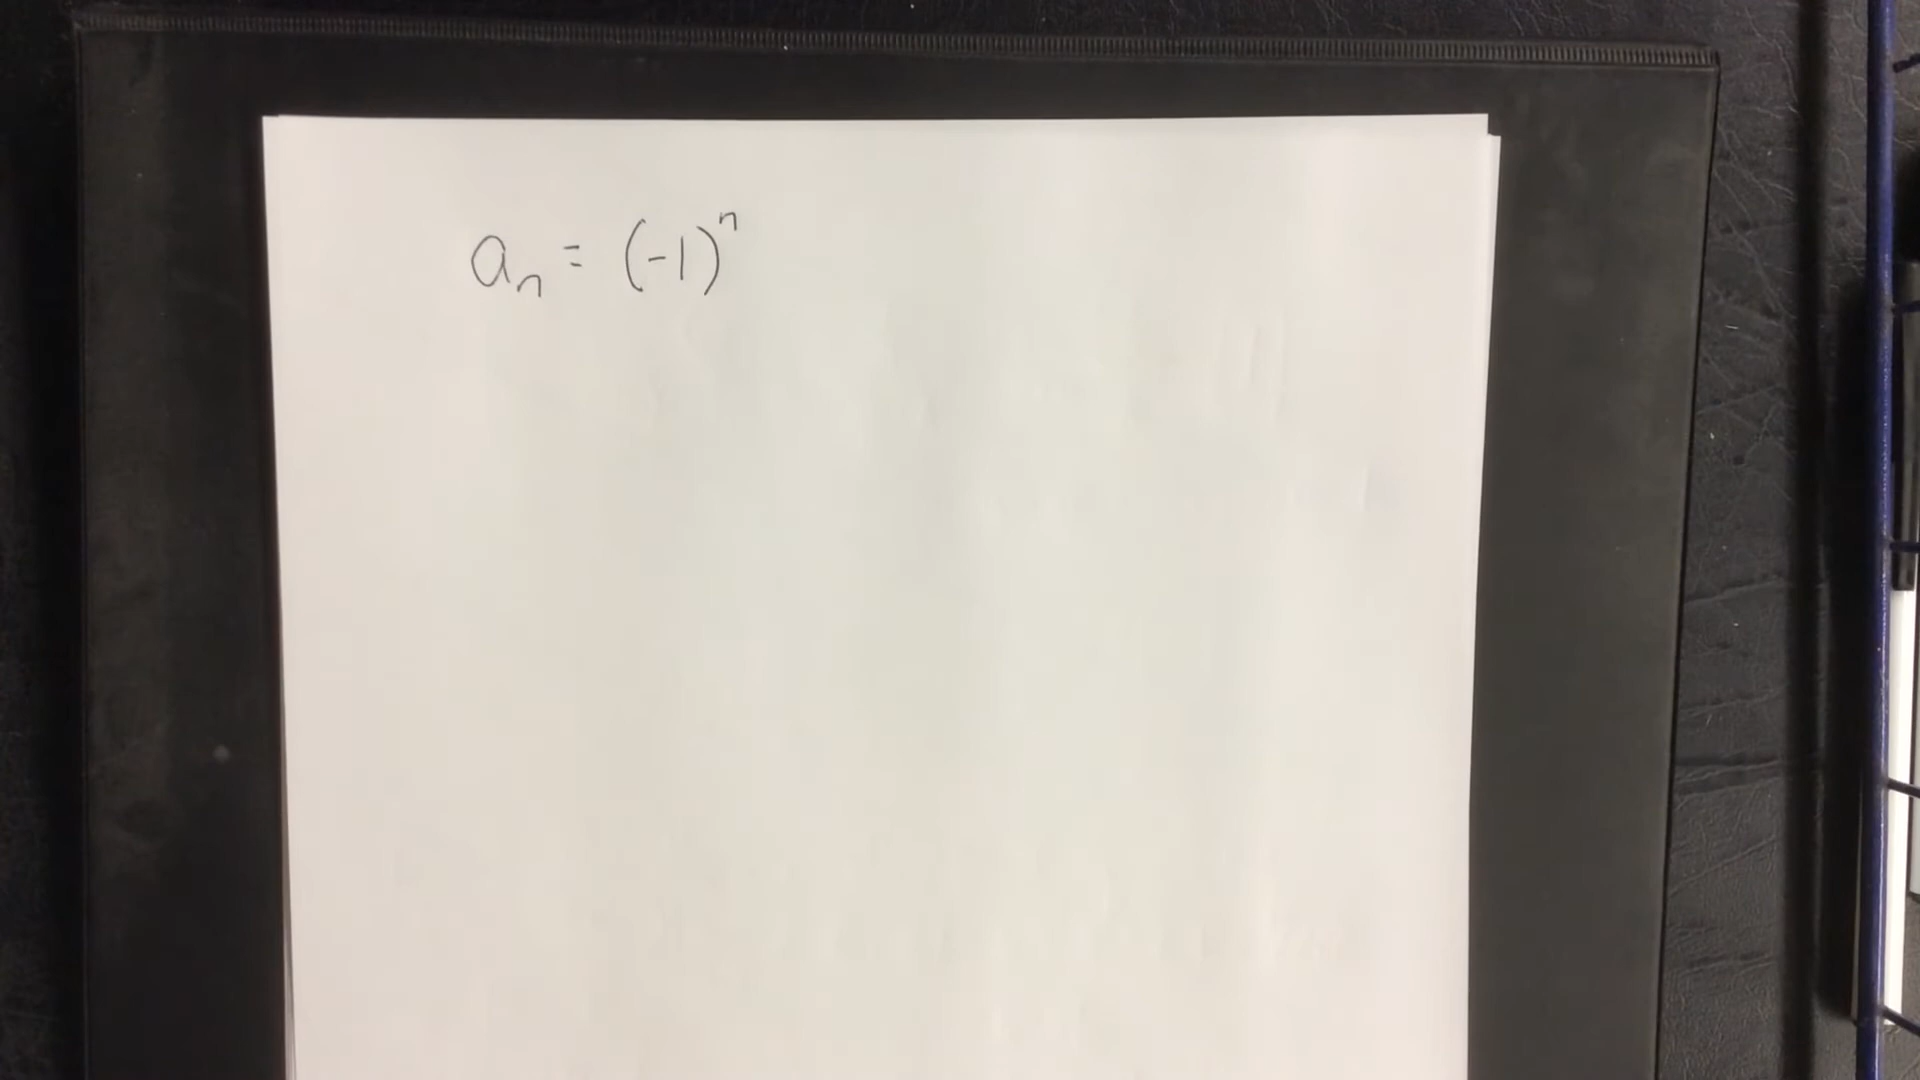 aₙ = (-1)ⁿ